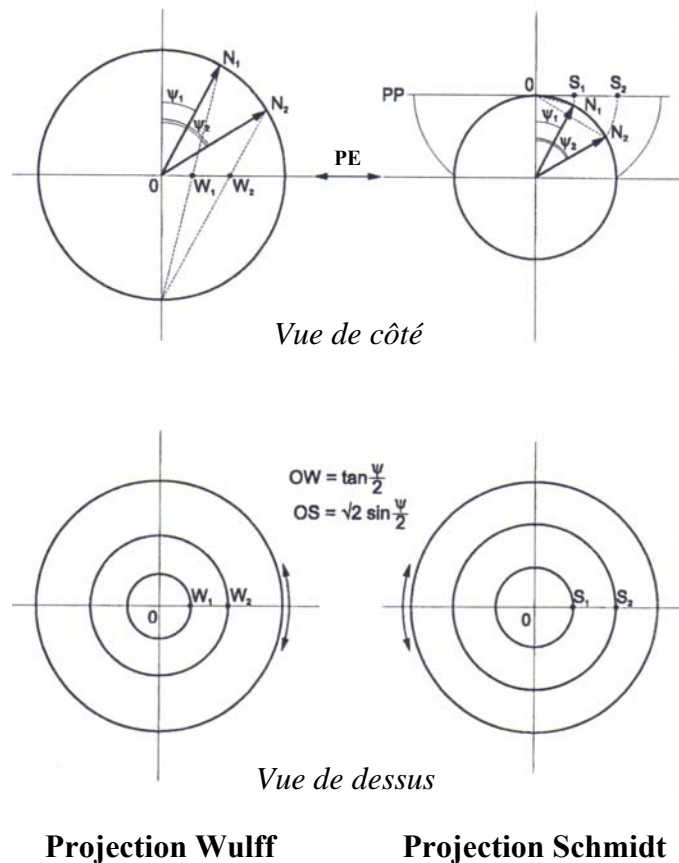 N₁
N₂
Ψ₁
Ψ₂
0
W₁
W₂
PE
PP
0
S₁
S₂
N₁
N₂
Ψ₁
Ψ₂
Vue de côté
OW = tan Ψ/2
OS = √2 sin Ψ/2
0
W₁
W₂
0
S₁
S₂
Vue de dessus
Projection Wulff Projection Schmidt